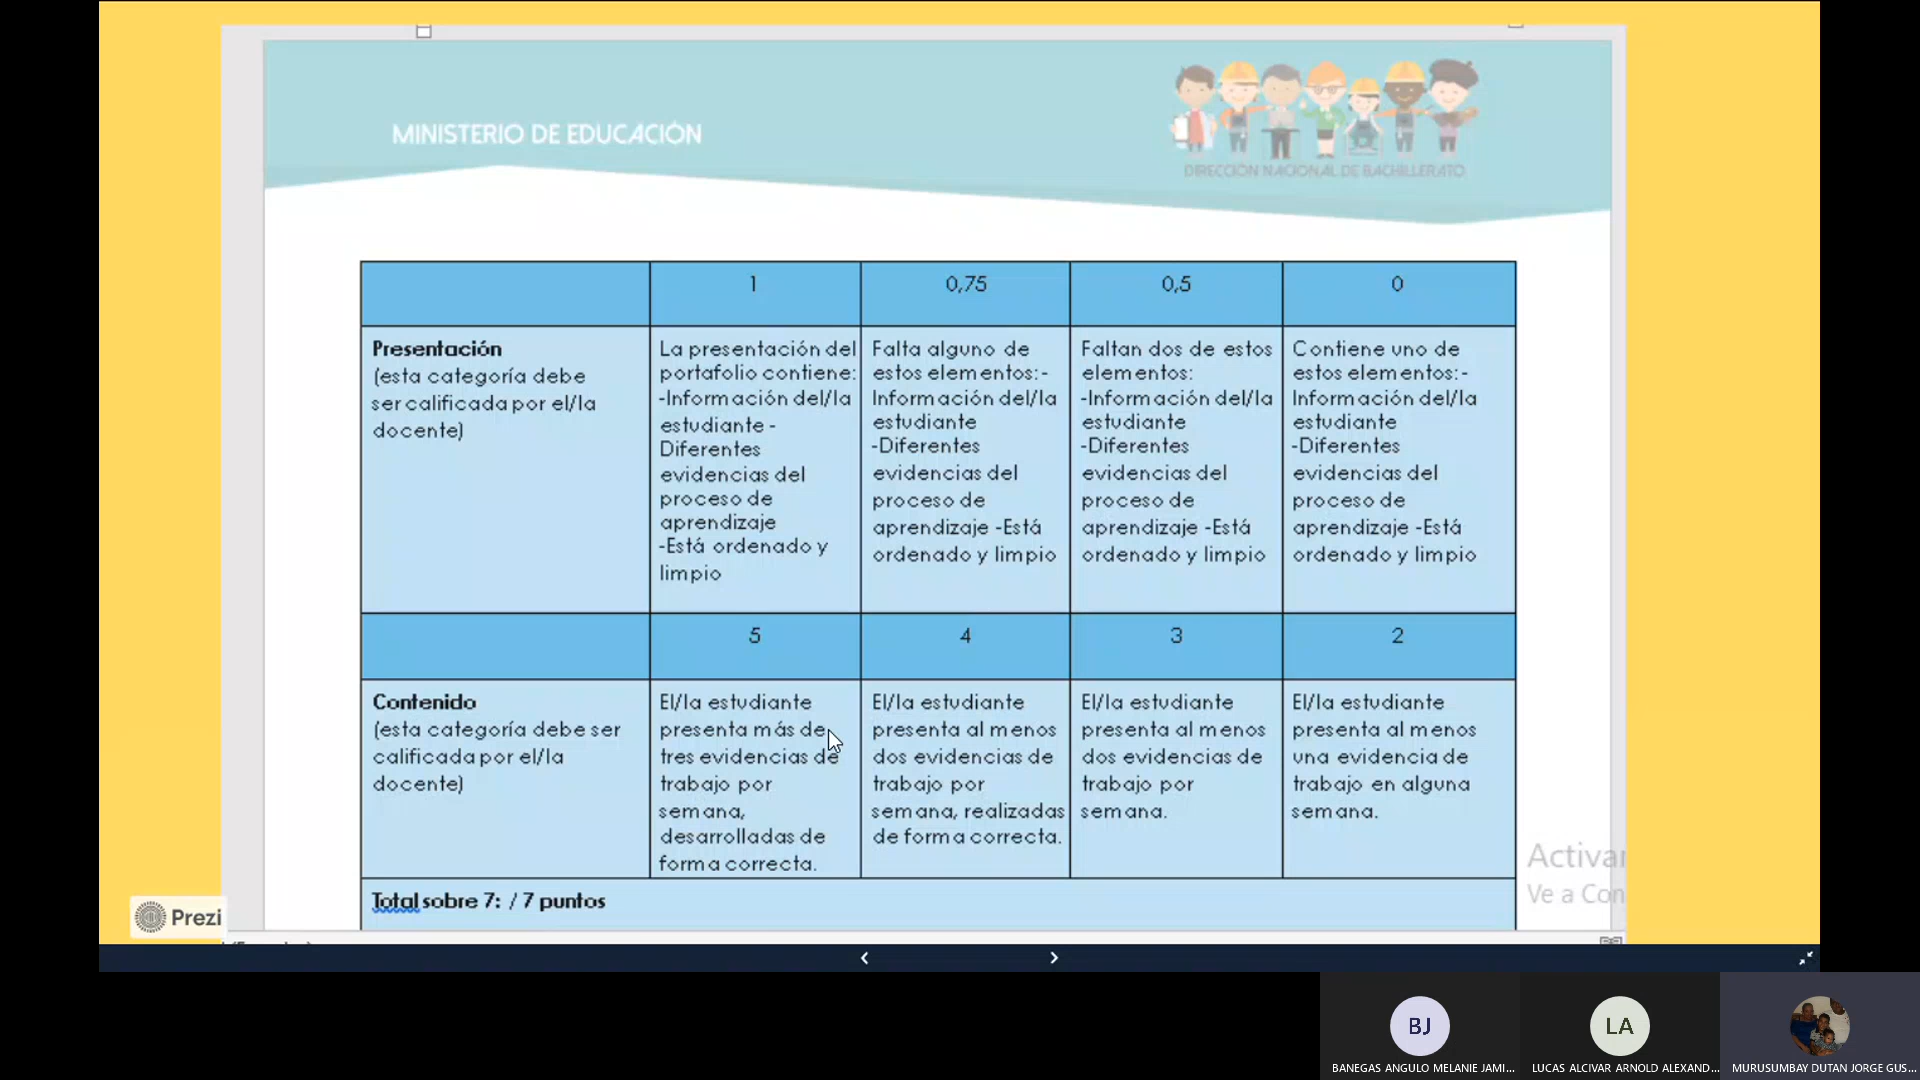 MINISTERIO DE EDUCACIÓN
DIRECCIÓN NACIONAL DE BACHILLERATO
1
0,75
0,5
0
Presentación
(esta categoría debe
ser calificada por el/la
docente)
La presentación del
portafolio contiene:
-Información del/la
estudiante -
Diferentes
evidencias del
proceso de
aprendizaje
-Está ordenado y
limpio
Falta alguno de
estos elementos: -
Información del/la
estudiante
-Diferentes
evidencias del
proceso de
aprendizaje -Está
ordenado y limpio
Faltan dos de estos
elementos:
-Información del/la
estudiante
-Diferentes
evidencias del
proceso de
aprendizaje -Está
ordenado y limpio
Contiene uno de
estos elementos: -
Información del/la
estudiante
-Diferentes
evidencias del
proceso de
aprendizaje -Está
ordenado y limpio
5
4
3
2
Contenido
(esta categoría debe ser
calificada por el/la
docente)
El/la estudiante
presenta más de
tres evidencias de
trabajo por
semana,
desarrolladas de
forma correcta.
El/la estudiante
presenta al menos
dos evidencias de
trabajo por
semana, realizadas
de forma correcta.
El/la estudiante
presenta al menos
dos evidencias de
trabajo por
semana.
El/la estudiante
presenta al menos
una evidencia de
trabajo en alguna
semana.
Total sobre 7: / 7 puntos
Activar
Ve a Con
Prezi
BJ
LA
BANEGAS ANGULO MELANIE JAMI...
LUCAS ALCIVAR ARNOLD ALEXAND...
MURUSUMBAY DUTAN JORGE GUS...